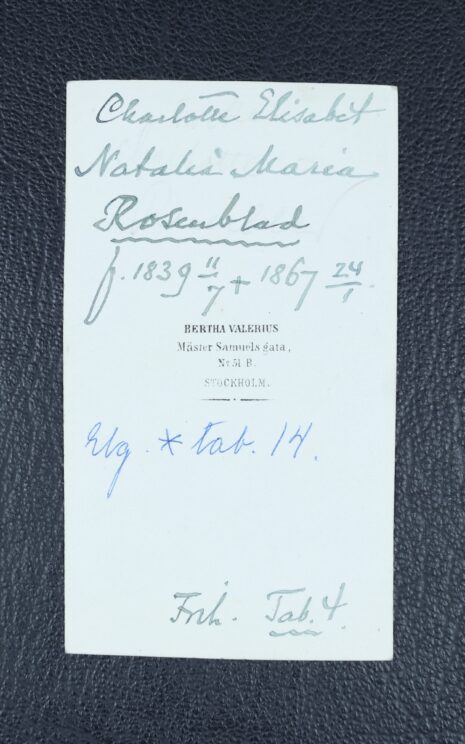 Charlotte Elisabet
Natalia Maria
Rosenblad
f. 1839 11/7 + 1867 24/1.
BERTHA VALERIUS
Mäster Samuels gata,
No 51 B.
STOCKHOLM.
Elg. * tab. 14.
Frih. Tab. 4.